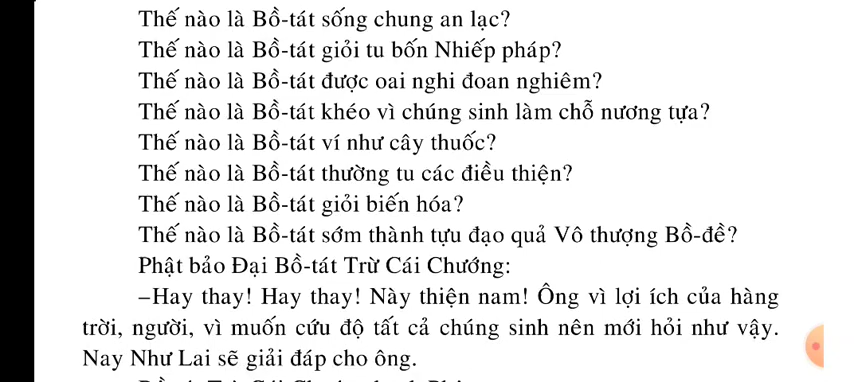 Thế nào là Bồ-tát sống chung an lạc?
Thế nào là Bồ-tát giỏi tu bốn Nhiếp pháp?
Thế nào là Bồ-tát được oai nghi đoan nghiêm?
Thế nào là Bồ-tát khéo vì chúng sinh làm chỗ nương tựa?
Thế nào là Bồ-tát ví như cây thuốc?
Thế nào là Bồ-tát thường tu các điều thiện?
Thế nào là Bồ-tát giỏi biến hóa?
Thế nào là Bồ-tát sớm thành tựu đạo quả Vô thượng Bồ-đề?
Phật bảo Đại Bồ-tát Trừ Cái Chướng:
–Hay thay! Hay thay! Này thiện nam! Ông vì lợi ích của hàng
trời, người, vì muốn cứu độ tất cả chúng sinh nên mới hỏi như vậy.
Nay Như Lai sẽ giải đáp cho ông.